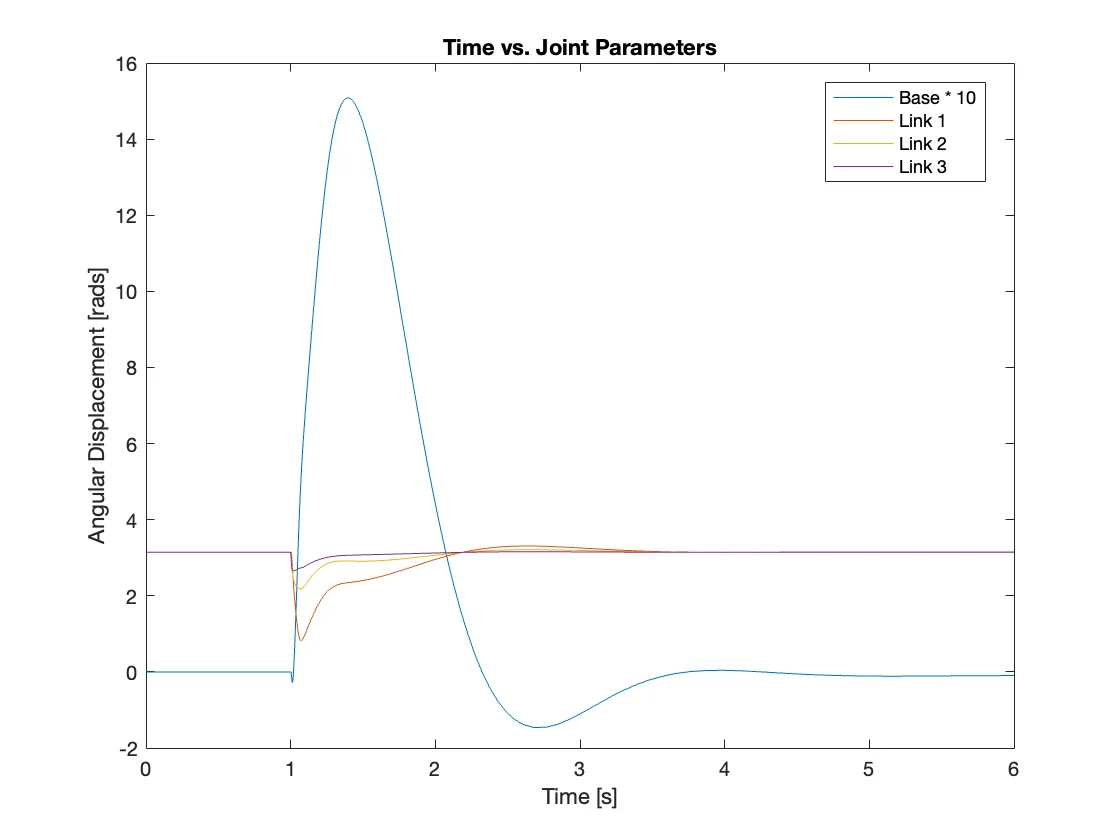 Time vs. Joint Parameters
Angular Displacement [rads]
16
14
12
10
8
6
4
2
0
-2
Base * 10
Link 1
Link 2
Link 3
0 1 2 3 4 5 6
Time [s]